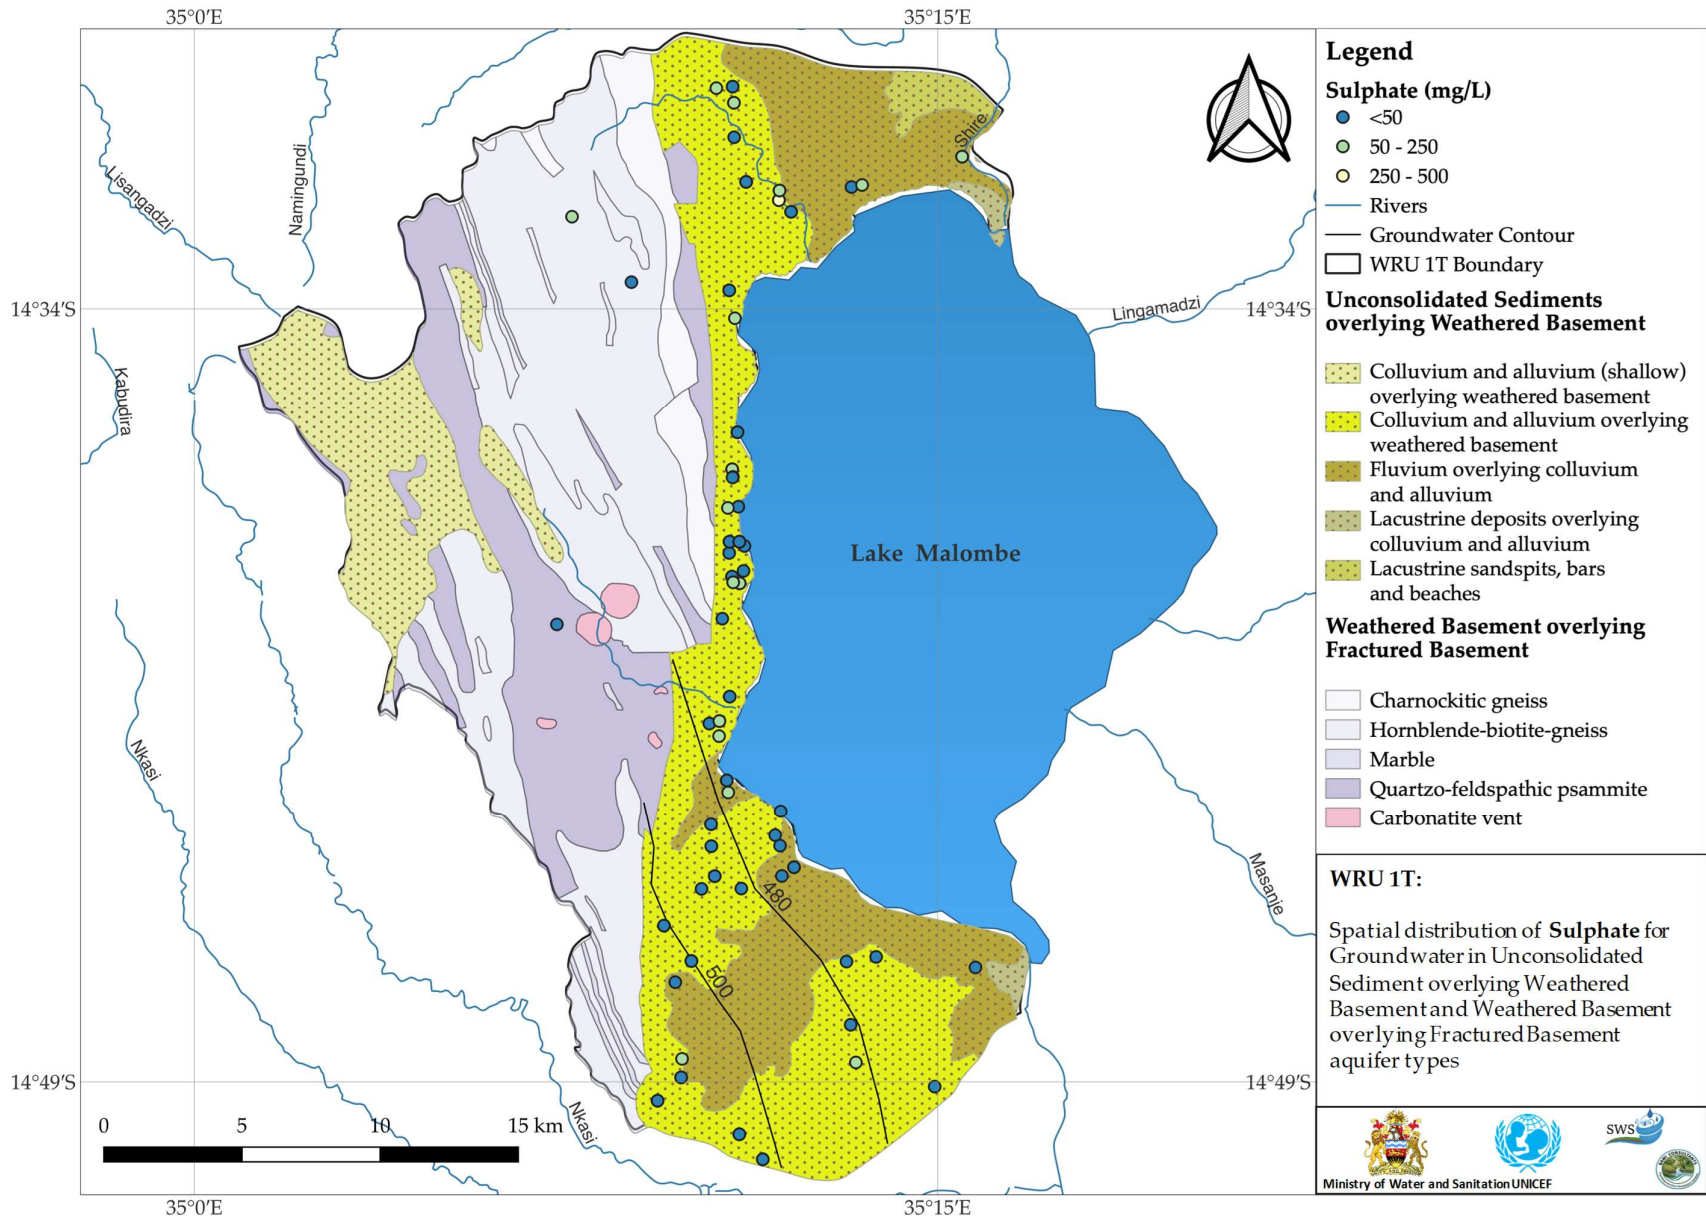 35°0′E
35°15′E
Lisangadzi
Namingundi
Shire
14°34′S
14°34′S
Lingamadzi
Kabudira
Lake Malombe
Nkasi
480
500
Masanje
14°49′S
14°49′S
Nkasi
0 5 10 15 km
35°0′E
35°15′E
Legend
Sulphate (mg/L)
<50
50 - 250
250 - 500
Rivers
Groundwater Contour
WRU 1T Boundary
Unconsolidated Sediments
overlying Weathered Basement
Colluvium and alluvium (shallow)
overlying weathered basement
Colluvium and alluvium overlying
weathered basement
Fluvium overlying colluvium
and alluvium
Lacustrine deposits overlying
colluvium and alluvium
Lacustrine sandspits, bars
and beaches
Weathered Basement overlying
Fractured Basement
Charnockitic gneiss
Hornblende-biotite-gneiss
Marble
Quartzo-feldspathic psammite
Carbonatite vent
WRU 1T:
Spatial distribution of Sulphate for
Groundwater in Unconsolidated
Sediment overlying Weathered
Basement and Weathered Basement
overlying Fractured Basement
aquifer types
SWS
Ministry of Water and Sanitation UNICEF